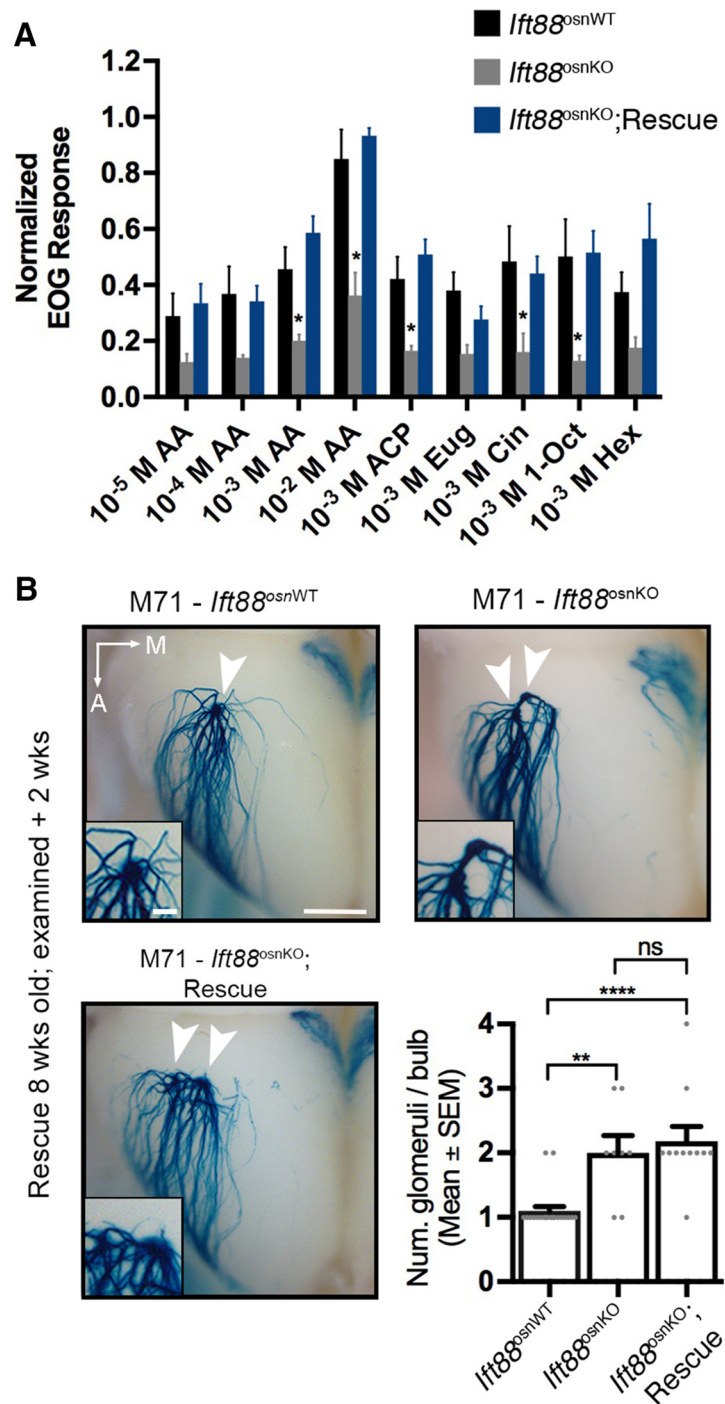 A
Ift88osnWT
Ift88osnKO
Ift88osnKO;Rescue
Normalized
EOG Response
1.2
1.0
0.8
0.6
0.4
0.2
0.0
* * * * *
10-5 M AA
10-4 M AA
10-3 M AA
10-2 M AA
10-3 M ACP
10-3 M Eug
10-3 M Cin
10-3 M 1-Oct
10-3 M Hex
B
Rescue 8 wks old; examined + 2 wks
M71 - Ift88osnWT
M71 - Ift88osnKO
M
A
M71 - Ift88osnKO;
Rescue
ns
****
**
Num. glomeruli / bulb
(Mean ± SEM)
4
3
2
1
0
Ift88osnWT
Ift88osnKO
Ift88osnKO;
Rescue